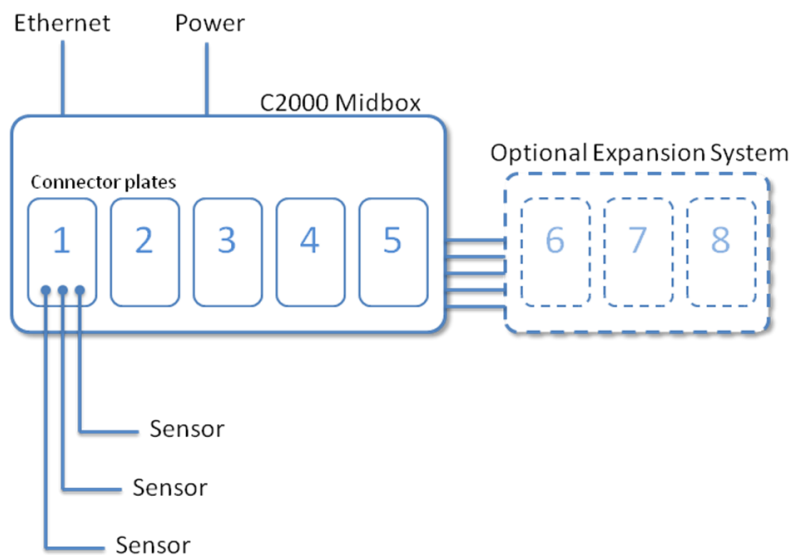 Ethernet
Power
C2000 Midbox
Optional Expansion System
Connector plates
1 2 3 4 5 6 7 8
Sensor
Sensor
Sensor